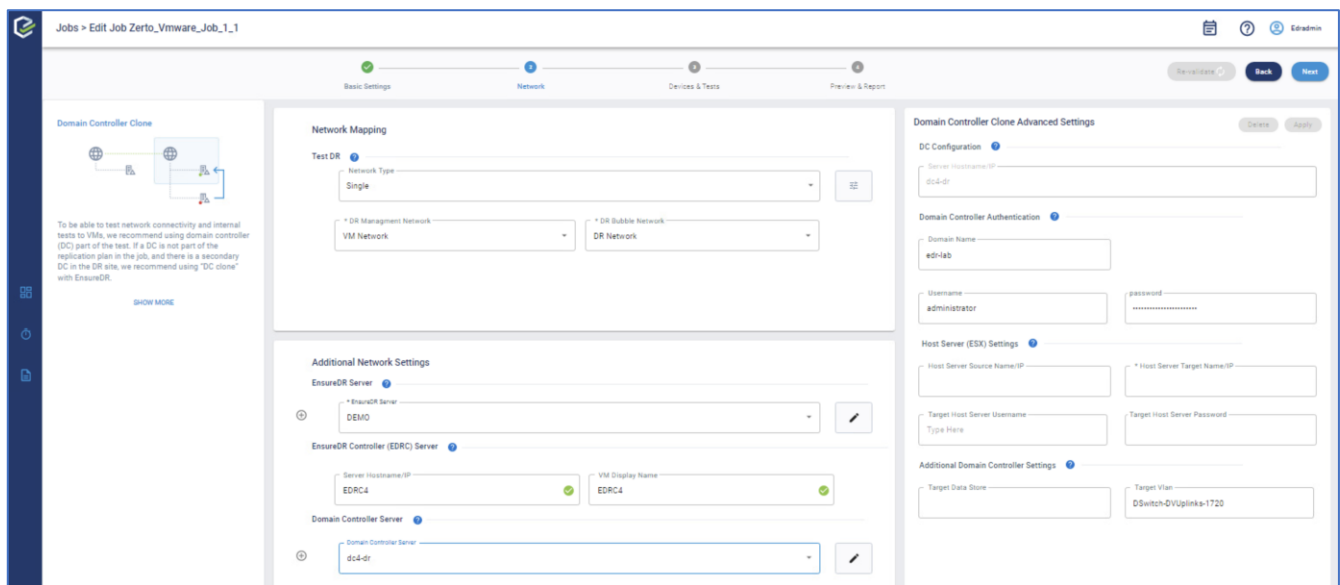 Jobs > Edit Job Zerto_Vmware_Job_1_1
Edradmin
Basic Settings
Network
Devices & Tests
Preview & Report
Re-validate
Back
Next
Domain Controller Clone
To be able to test network connectivity and internal
tests to VMs, we recommend using domain controller
(DC) part of the test. If a DC is not part of the
replication plan in the job, and there is a secondary
DC in the DR site, we recommend using "DC clone"
with EnsureDR.
SHOW MORE
Network Mapping
Test DR
Network Type
Single
* DR Managment Network
VM Network
* DR Bubble Network
DR Network
Additional Network Settings
EnsureDR Server
* EnsureDR Server
DEMO
EnsureDR Controller (EDRC) Server
Server Hostname/IP
EDRC4
VM Display Name
EDRC4
Domain Controller Server
Domain Controller Server
dc4-dr
Domain Controller Clone Advanced Settings
Delete
Apply
DC Configuration
Server Hostname/IP
dc4-dr
Domain Controller Authentication
Domain Name
edr-lab
Username
administrator
password
Host Server (ESX) Settings
Host Server Source Name/IP
* Host Server Target Name/IP
Target Host Server Username
Type Here
Target Host Server Password
Additional Domain Controller Settings
Target Data Store
Target Vlan
DSwitch-DVUplinks-1720